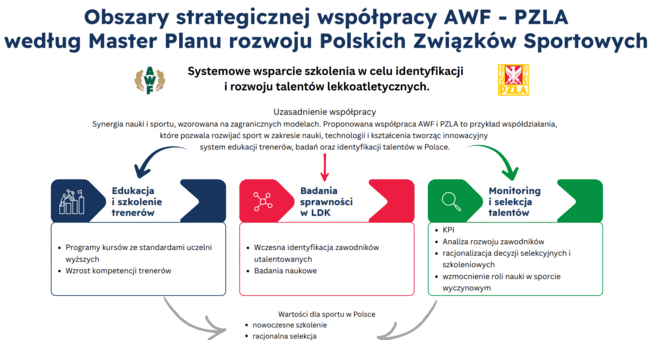 Obszary strategicznej współpracy AWF - PZLA
według Master Planu rozwoju Polskich Związków Sportowych
AWF
Systemowe wsparcie szkolenia w celu identyfikacji
i rozwoju talentów lekkoatletycznych.
PZLA
Uzasadnienie współpracy
Synergia nauki i sportu, wzorowana na zagranicznych modelach. Proponowana współpraca AWF i PZLA to przykład współdziałania,
które pozwala rozwijać sport w zakresie nauki, technologii i kształcenia tworząc innowacyjny
system edukacji trenerów, badań oraz identyfikacji talentów w Polsce.
Edukacja
i szkolenie
trenerów
• Programy kursów ze standardami uczelni
wyższych
• Wzrost kompetencji trenerów
Badania
sprawności
w LDK
• Wczesna identyfikacja zawodników
utalentowanych
• Badania naukowe
Monitoring
i selekcja
talentów
• KPI
• Analiza rozwoju zawodników
• racjonalizacja decyzji selekcyjnych i
szkoleniowych
• wzmocnienie roli nauki w sporcie
wyczynowym
Wartości dla sportu w Polsce
• nowoczesne szkolenie
• racjonalna selekcja